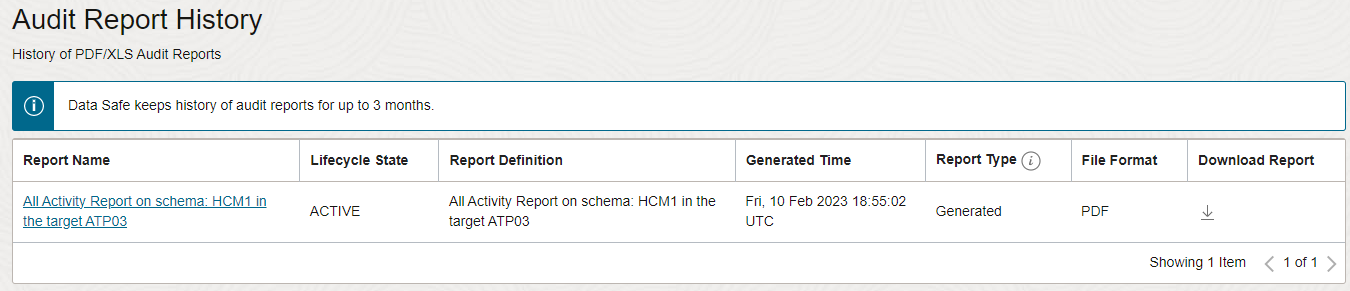 Audit Report History
History of PDF/XLS Audit Reports
Data Safe keeps history of audit reports for up to 3 months.
Report Name Lifecycle State Report Definition Generated Time Report Type File Format Download Report
All Activity Report on schema: HCM1 in
the target ATP03
ACTIVE
All Activity Report on schema: HCM1 in the
target ATP03
Fri, 10 Feb 2023 18:55:02
UTC
Generated
PDF
Showing 1 Item 1 of 1